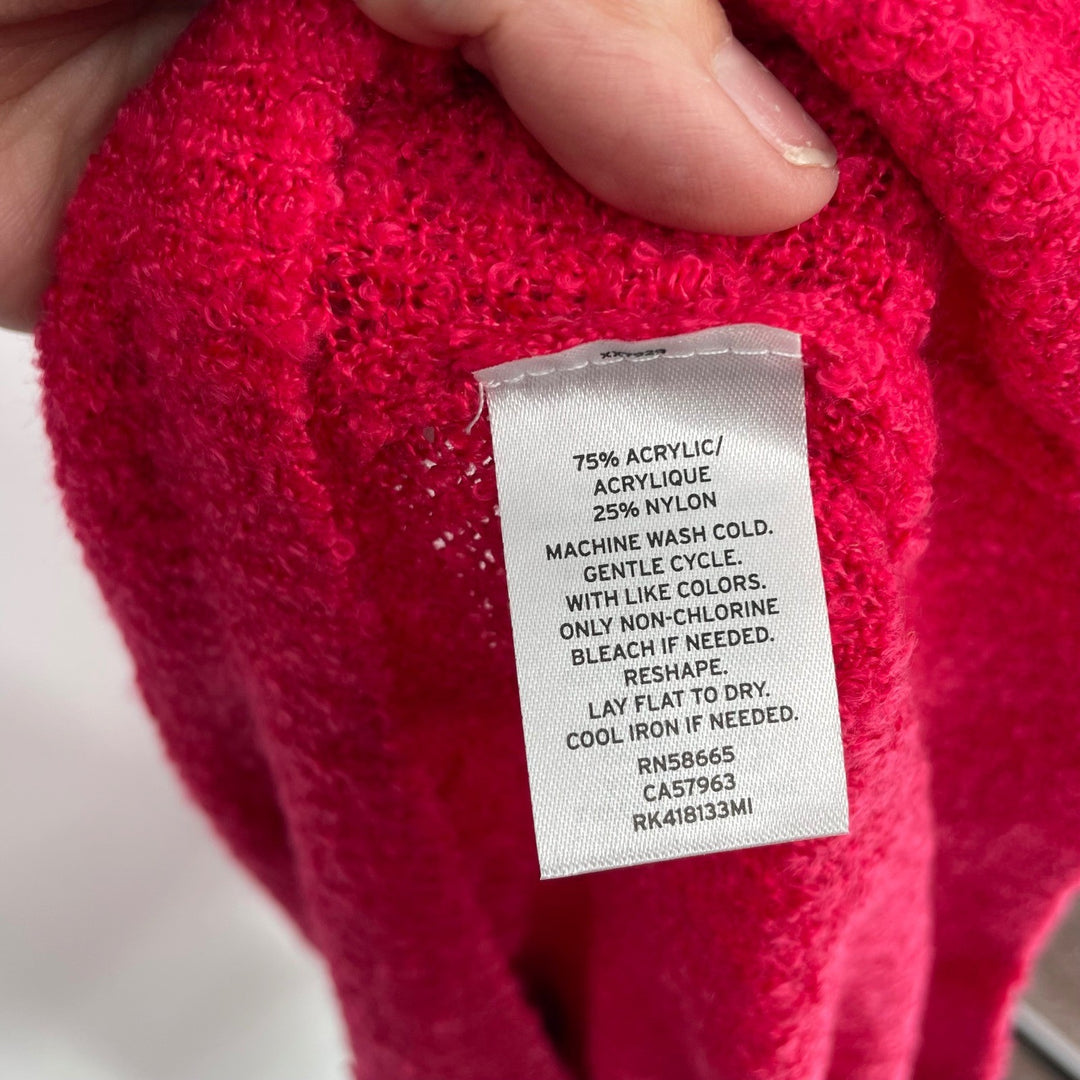 75% ACRYLIC/
ACRYLIQUE
25% NYLON
MACHINE WASH COLD.
GENTLE CYCLE.
WITH LIKE COLORS.
ONLY NON-CHLORINE
BLEACH IF NEEDED.
RESHAPE.
LAY FLAT TO DRY.
COOL IRON IF NEEDED.
RN58665
CA57963
RK418133MI